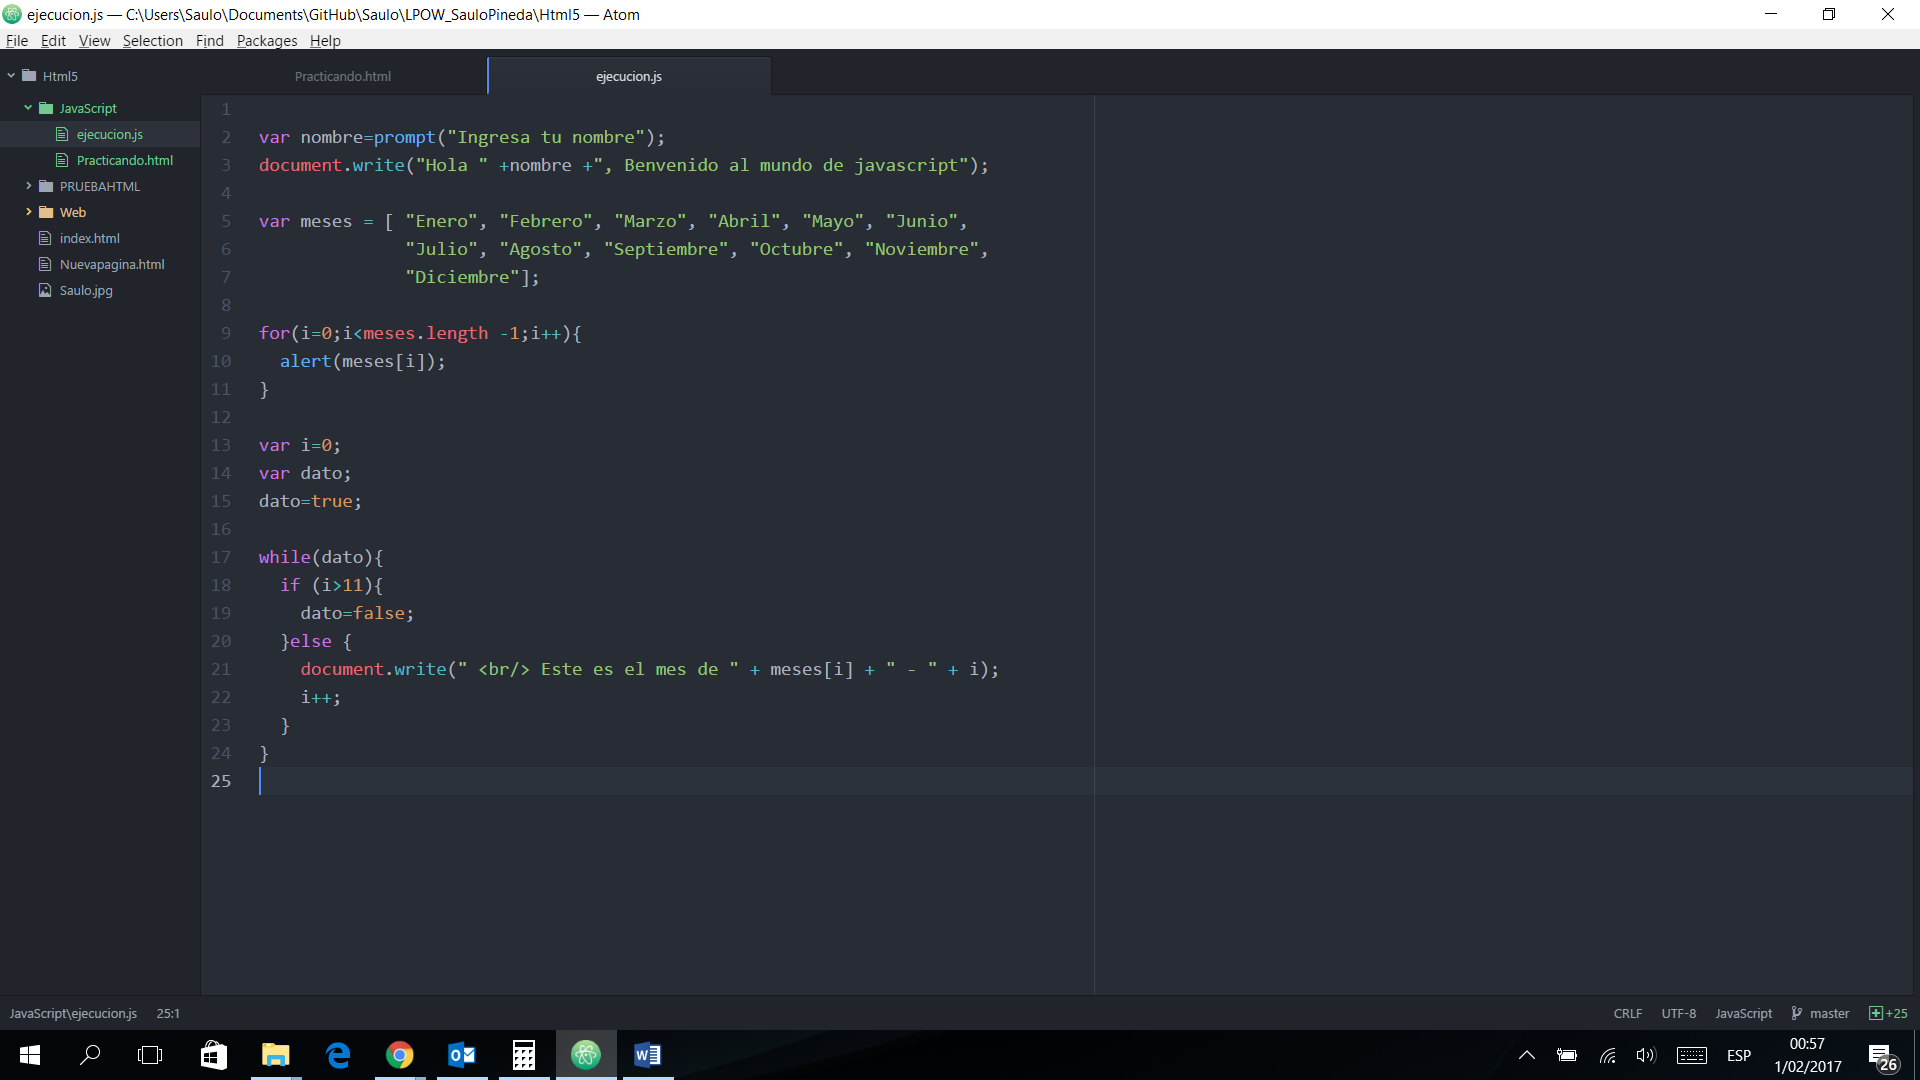 ejecucion.js — C:\Users\Saulo\Documents\GitHub\Saulo\LPOW_SauloPineda\Html5 — Atom
File Edit View Selection Find Packages Help
Html5
JavaScript
ejecucion.js
Practicando.html
PRUEBAHTML
Web
index.html
Nuevapagina.html
Saulo.jpg
Practicando.html
ejecucion.js
1
2 var nombre=prompt("Ingresa tu nombre");
3 document.write("Hola " +nombre +", Benvenido al mundo de javascript");
4
5 var meses = [ "Enero", "Febrero", "Marzo", "Abril", "Mayo", "Junio",
6 "Julio", "Agosto", "Septiembre", "Octubre", "Noviembre",
7 "Diciembre"];
8
9 for(i=0;i<meses.length -1;i++){
10 alert(meses[i]);
11 }
12
13 var i=0;
14 var dato;
15 dato=true;
16
17 while(dato){
18 if (i>11){
19 dato=false;
20 }else {
21 document.write(" <br/> Este es el mes de " + meses[i] + " - " + i);
22 i++;
23 }
24 }
25
JavaScript\ejecucion.js 25:1
CRLF UTF-8 JavaScript master +25
ESP
00:57
1/02/2017
26